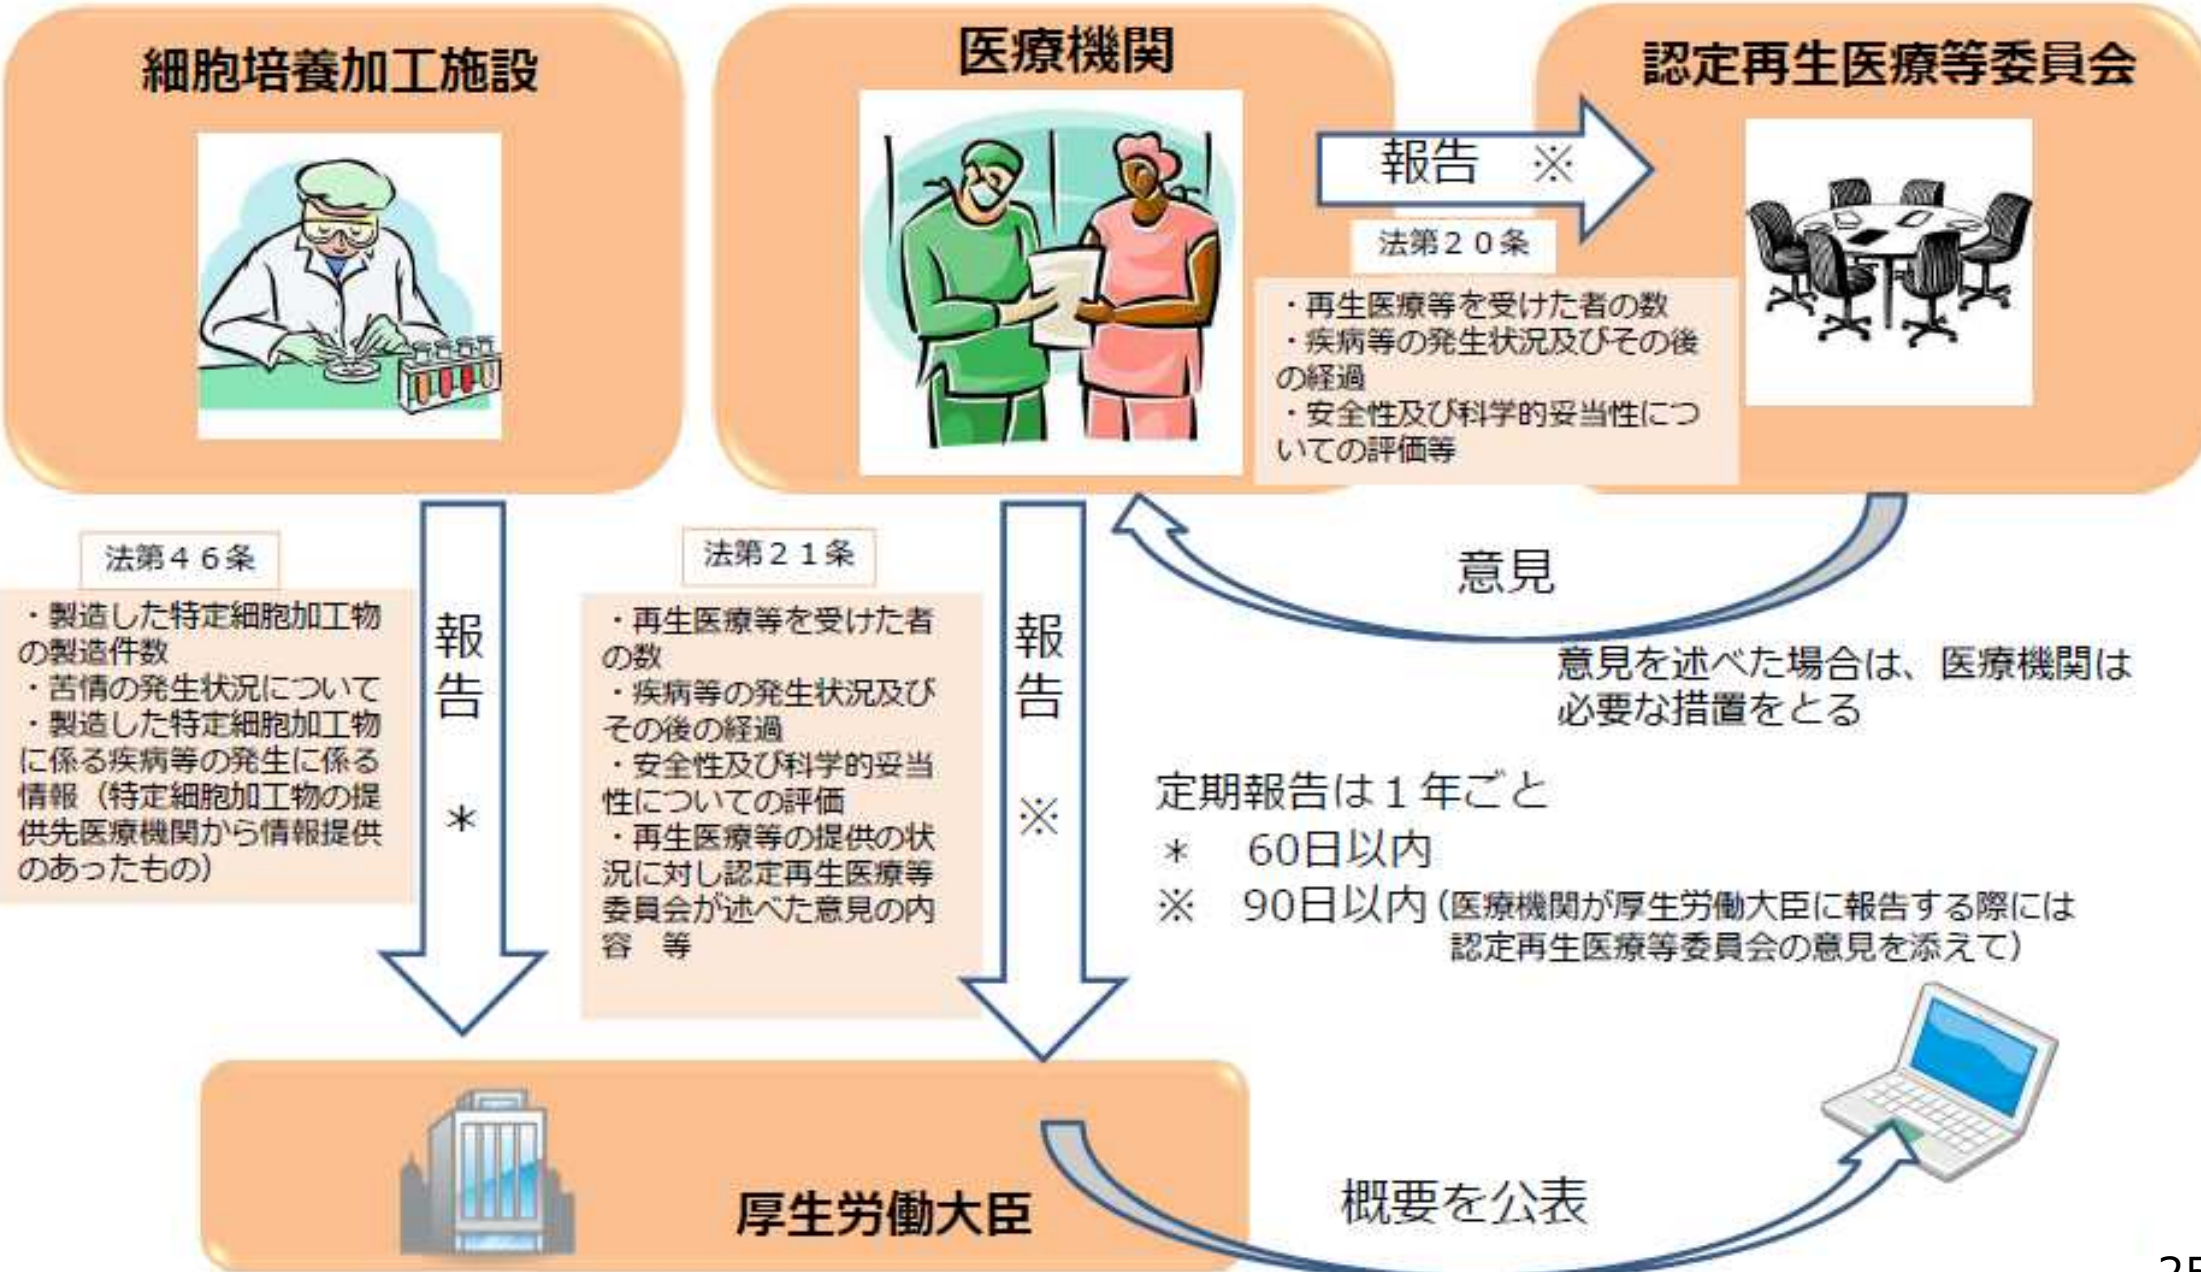 細胞培養加工施設
医療機関
認定再生医療等委員会
報告　※
法第２０条
・再生医療等を受けた者の数
・疾病等の発生状況及びその後
の経過
・安全性及び科学的妥当性につ
いての評価等
法第４６条
・製造した特定細胞加工物
の製造件数
・苦情の発生状況について
・製造した特定細胞加工物
に係る疾病等の発生に係る
情報（特定細胞加工物の提
供先医療機関から情報提供
のあったもの）
報告　＊
法第２１条
・再生医療等を受けた者
の数
・疾病等の発生状況及び
その後の経過
・安全性及び科学的妥当
性についての評価
・再生医療等の提供の状
況に対し認定再生医療等
委員会が述べた意見の内
容　等
報告　※
意見
意見を述べた場合は、医療機関は
必要な措置をとる
定期報告は１年ごと
＊　60日以内
※　90日以内（医療機関が厚生労働大臣に報告する際には
認定再生医療等委員会の意見を添えて）
厚生労働大臣
概要を公表